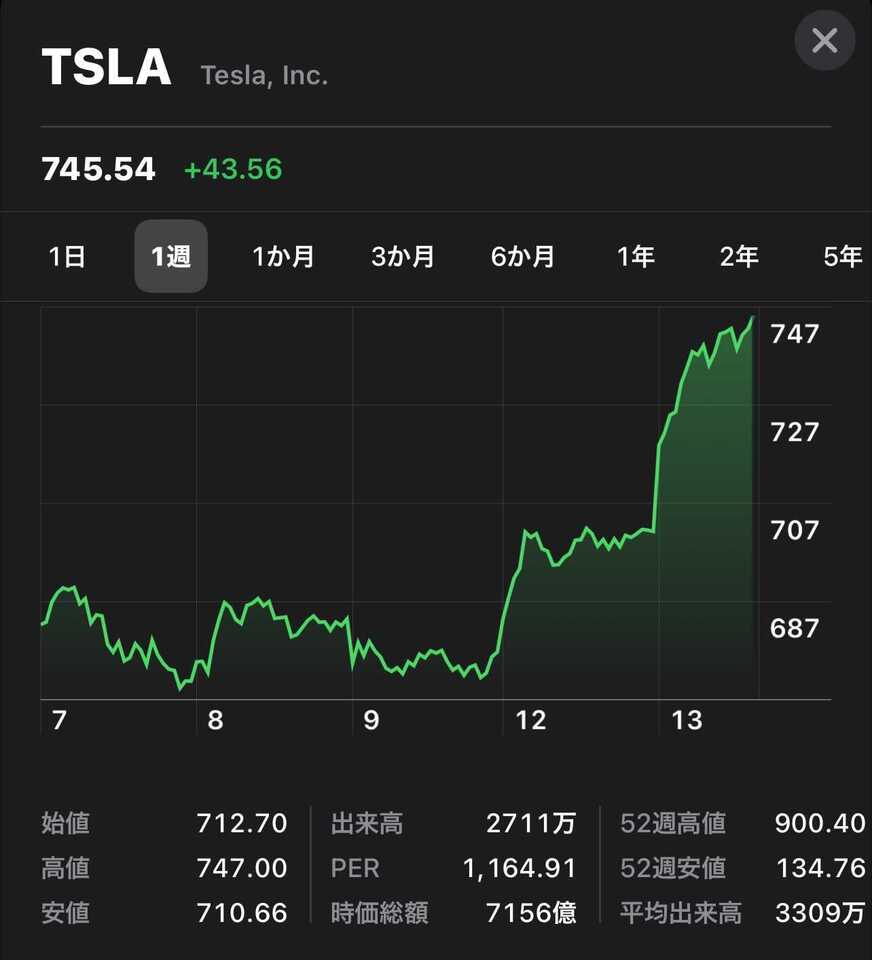 TSLA Tesla, Inc.
745.54 +43.56
1日 1週 1か月 3か月 6か月 1年 2年 5年
747
727
707
687
7 8 9 12 13
始値 712.70 出来高 2711万 52週高値 900.40
高値 747.00 PER 1,164.91 52週安値 134.76
安値 710.66 時価総額 7156億 平均出来高 3309万